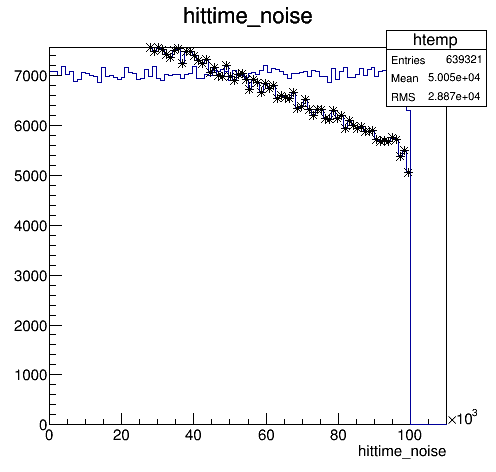 hittime_noise
htemp
Entries 639321
Mean 5.005e+04
RMS 2.887e+04
7000
6000
5000
4000
3000
2000
1000
0
0 20 40 60 80 100
×10³
hittime_noise